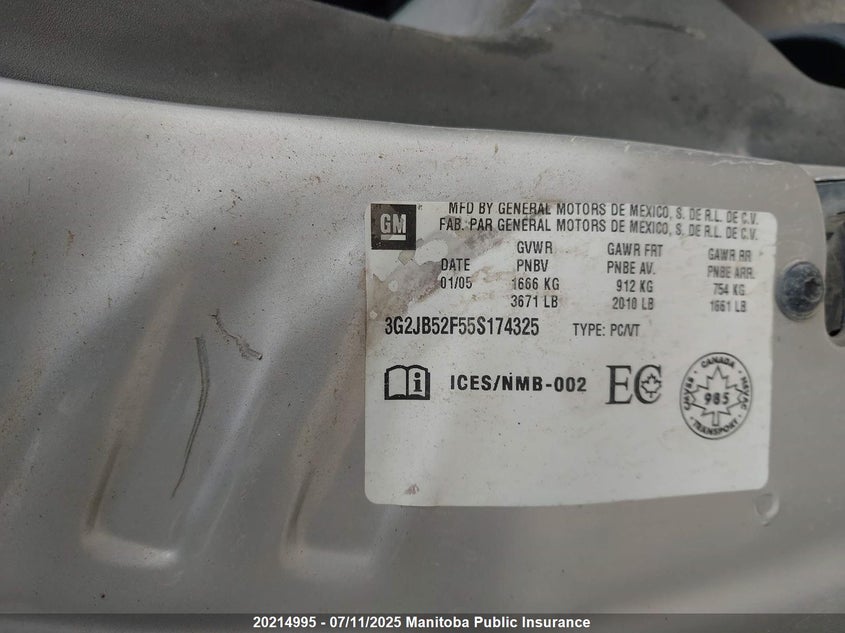 GM
MFD BY GENERAL MOTORS DE MEXICO, S. DE R.L. DE C.V.
FAB. PAR GENERAL MOTORS DE MEXICO, S. DE R.L. DE C.V.
GVWR GAWR FRT GAWR RR
DATE PNBV PNBE AV. PNBE ARR.
01/05 1666 KG 912 KG 754 KG
3671 LB 2010 LB 1661 LB
3G2JB52F55S174325 TYPE: PC/VT
i ICES/NMB-002 EC
CANADA
985
TRANSPORT
20214995 - 07/11/2025 Manitoba Public Insurance